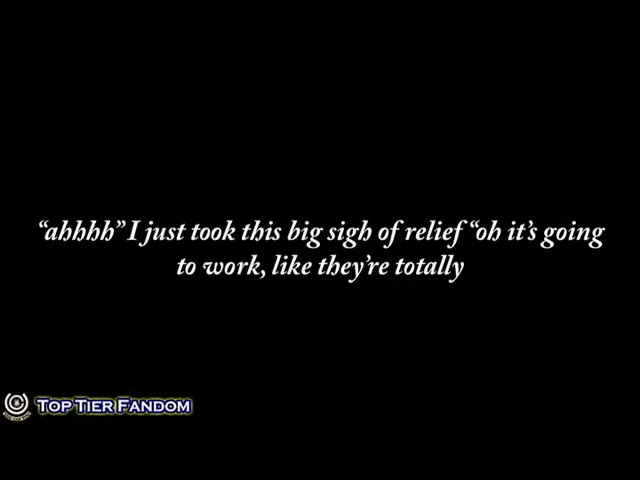 “ahhhh” I just took this big sigh of relief “oh it’s going
to work, like they’re totally
TOP TIER FANDOM